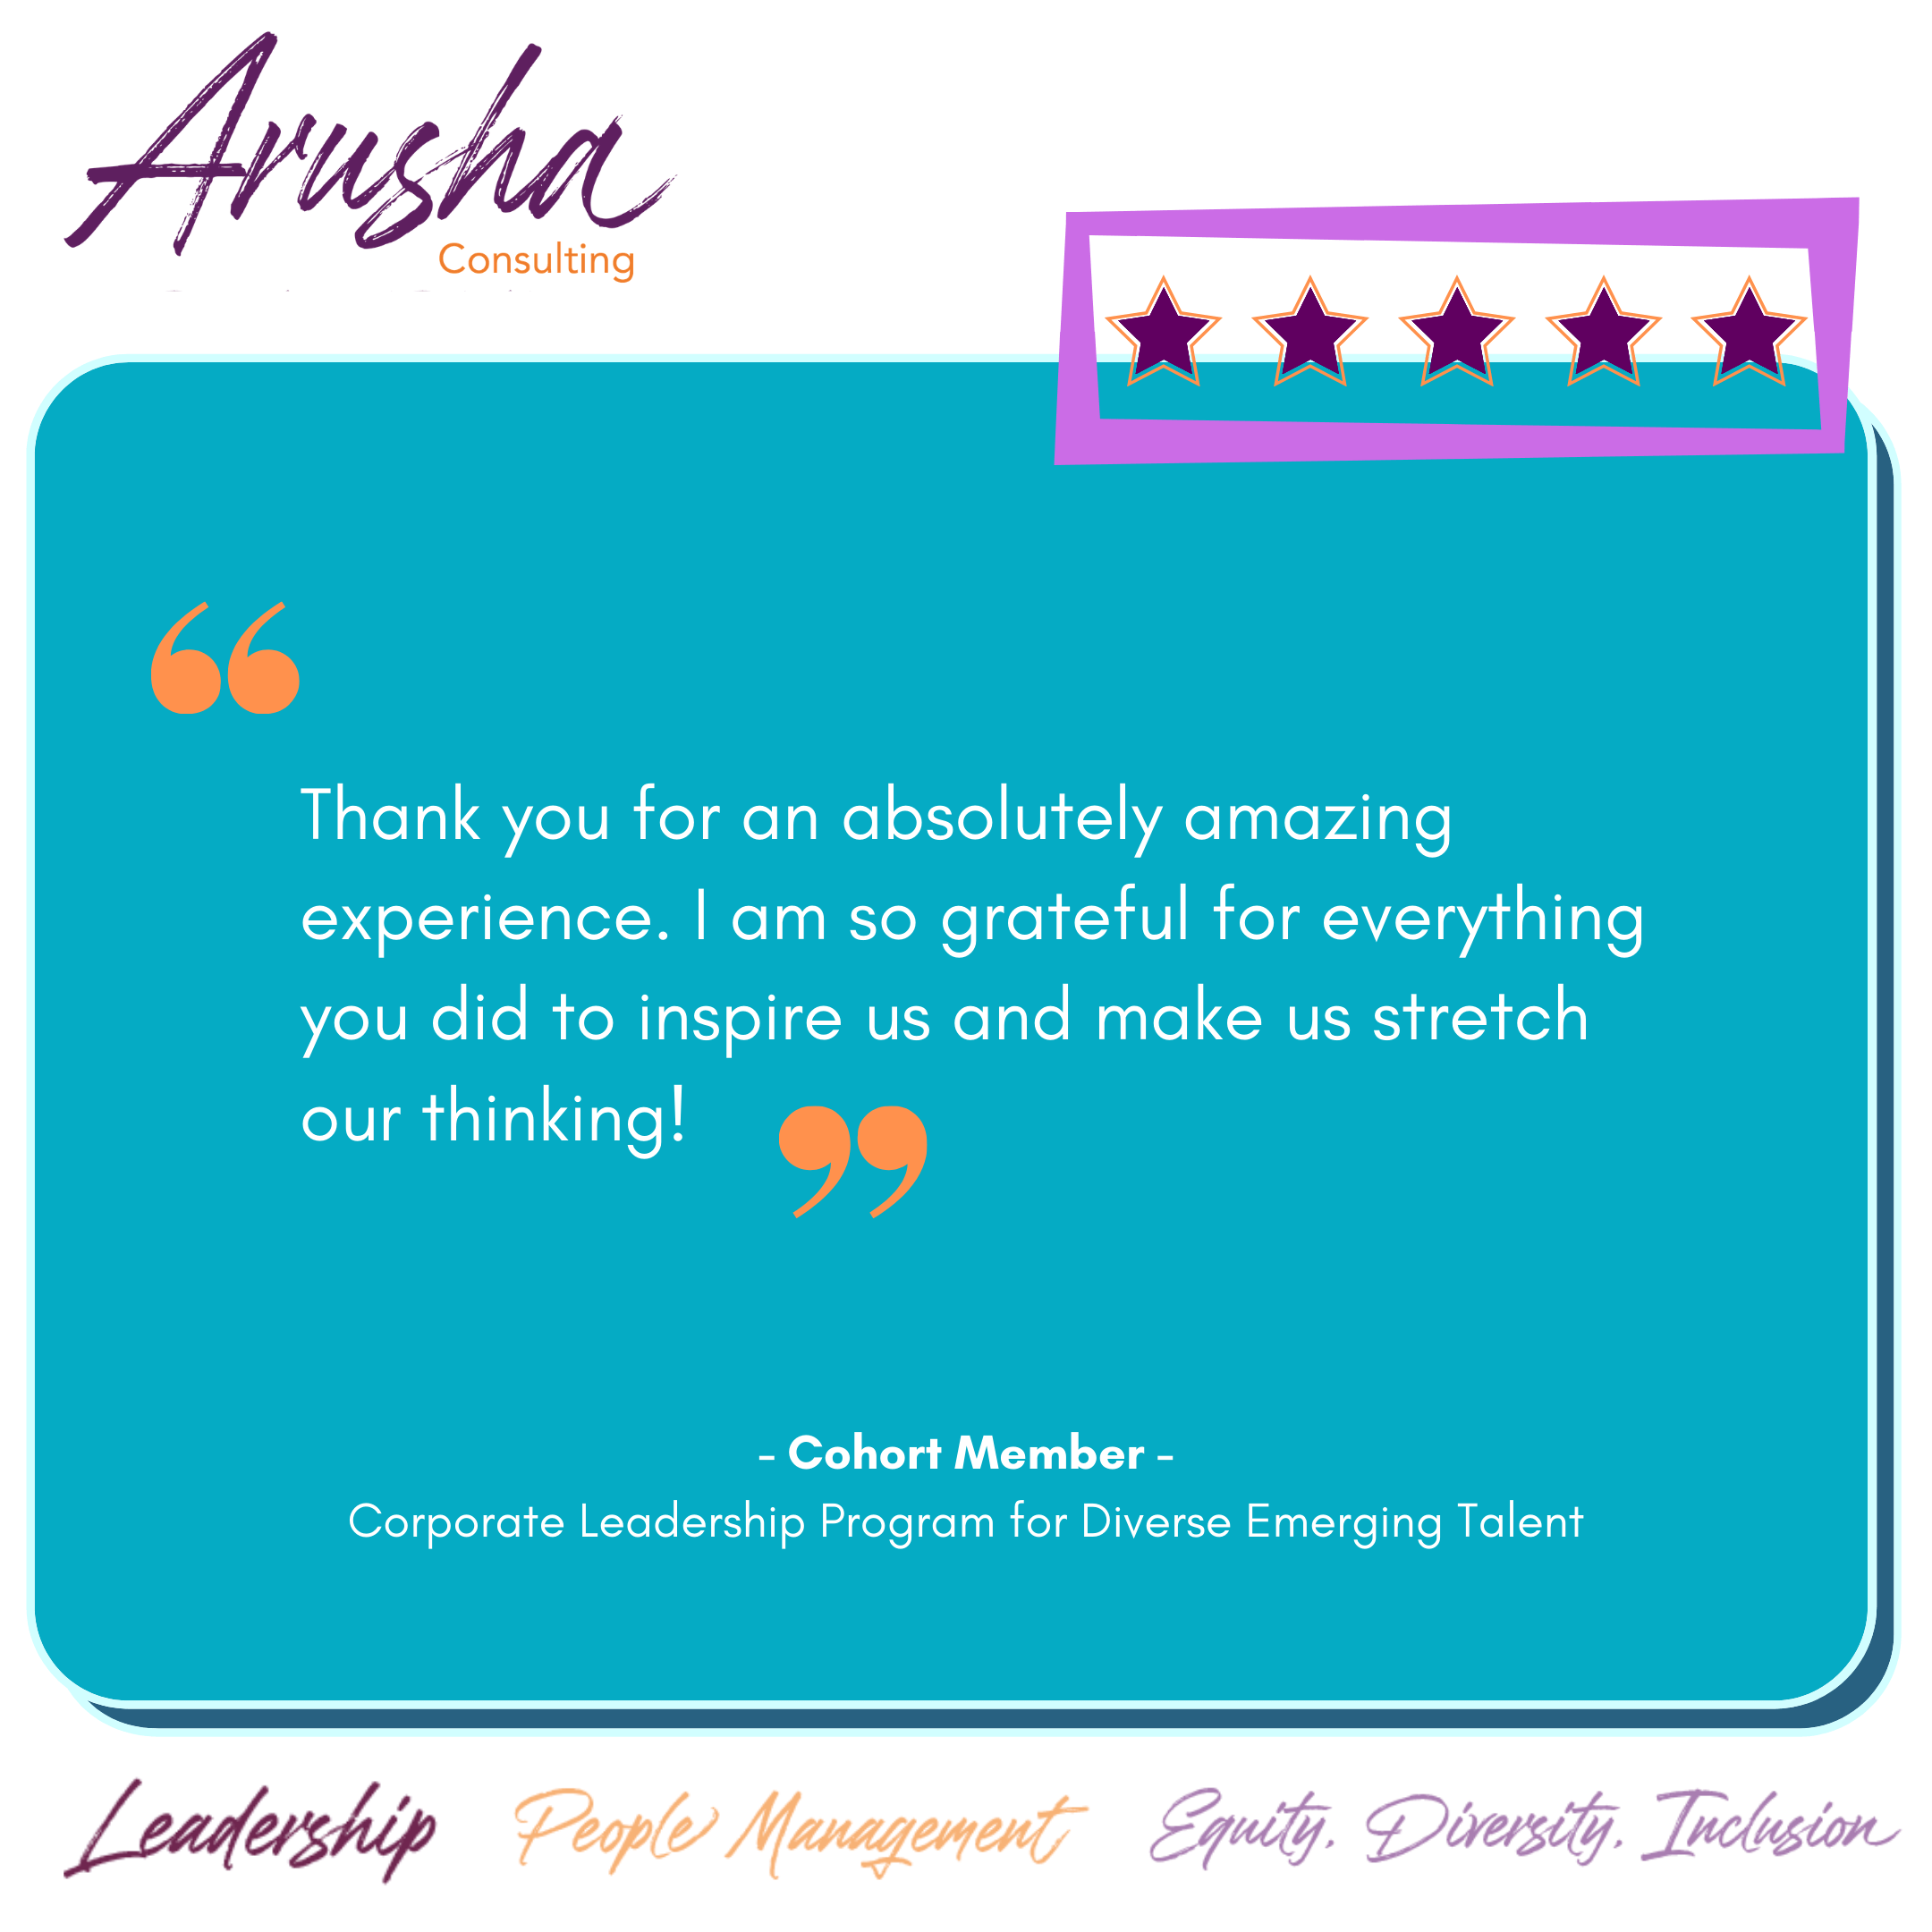 Arusha
Consulting
“
Thank you for an absolutely amazing
experience. I am so grateful for everything
you did to inspire us and make us stretch
our thinking!
”
- Cohort Member -
Corporate Leadership Program for Diverse Emerging Talent
Leadership People Management Equity, Diversity, Inclusion